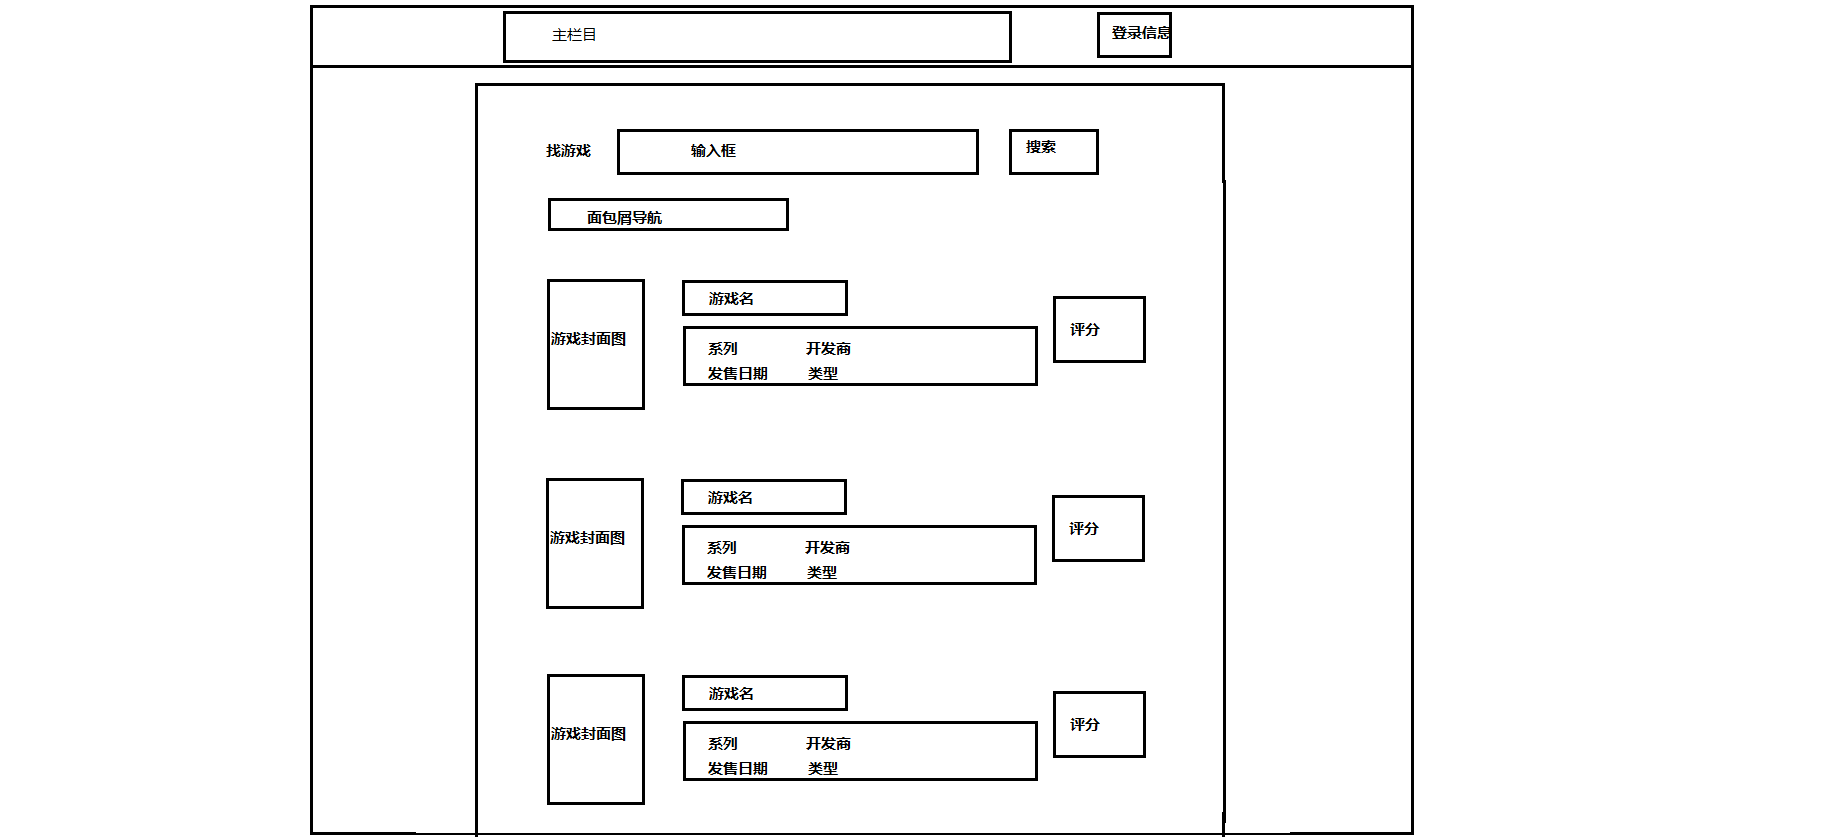 主栏目
登录信息
找游戏
输入框
搜索
面包屑导航
游戏封面图
游戏名
系列 开发商
发售日期 类型
评分
游戏封面图
游戏名
系列 开发商
发售日期 类型
评分
游戏封面图
游戏名
系列 开发商
发售日期 类型
评分